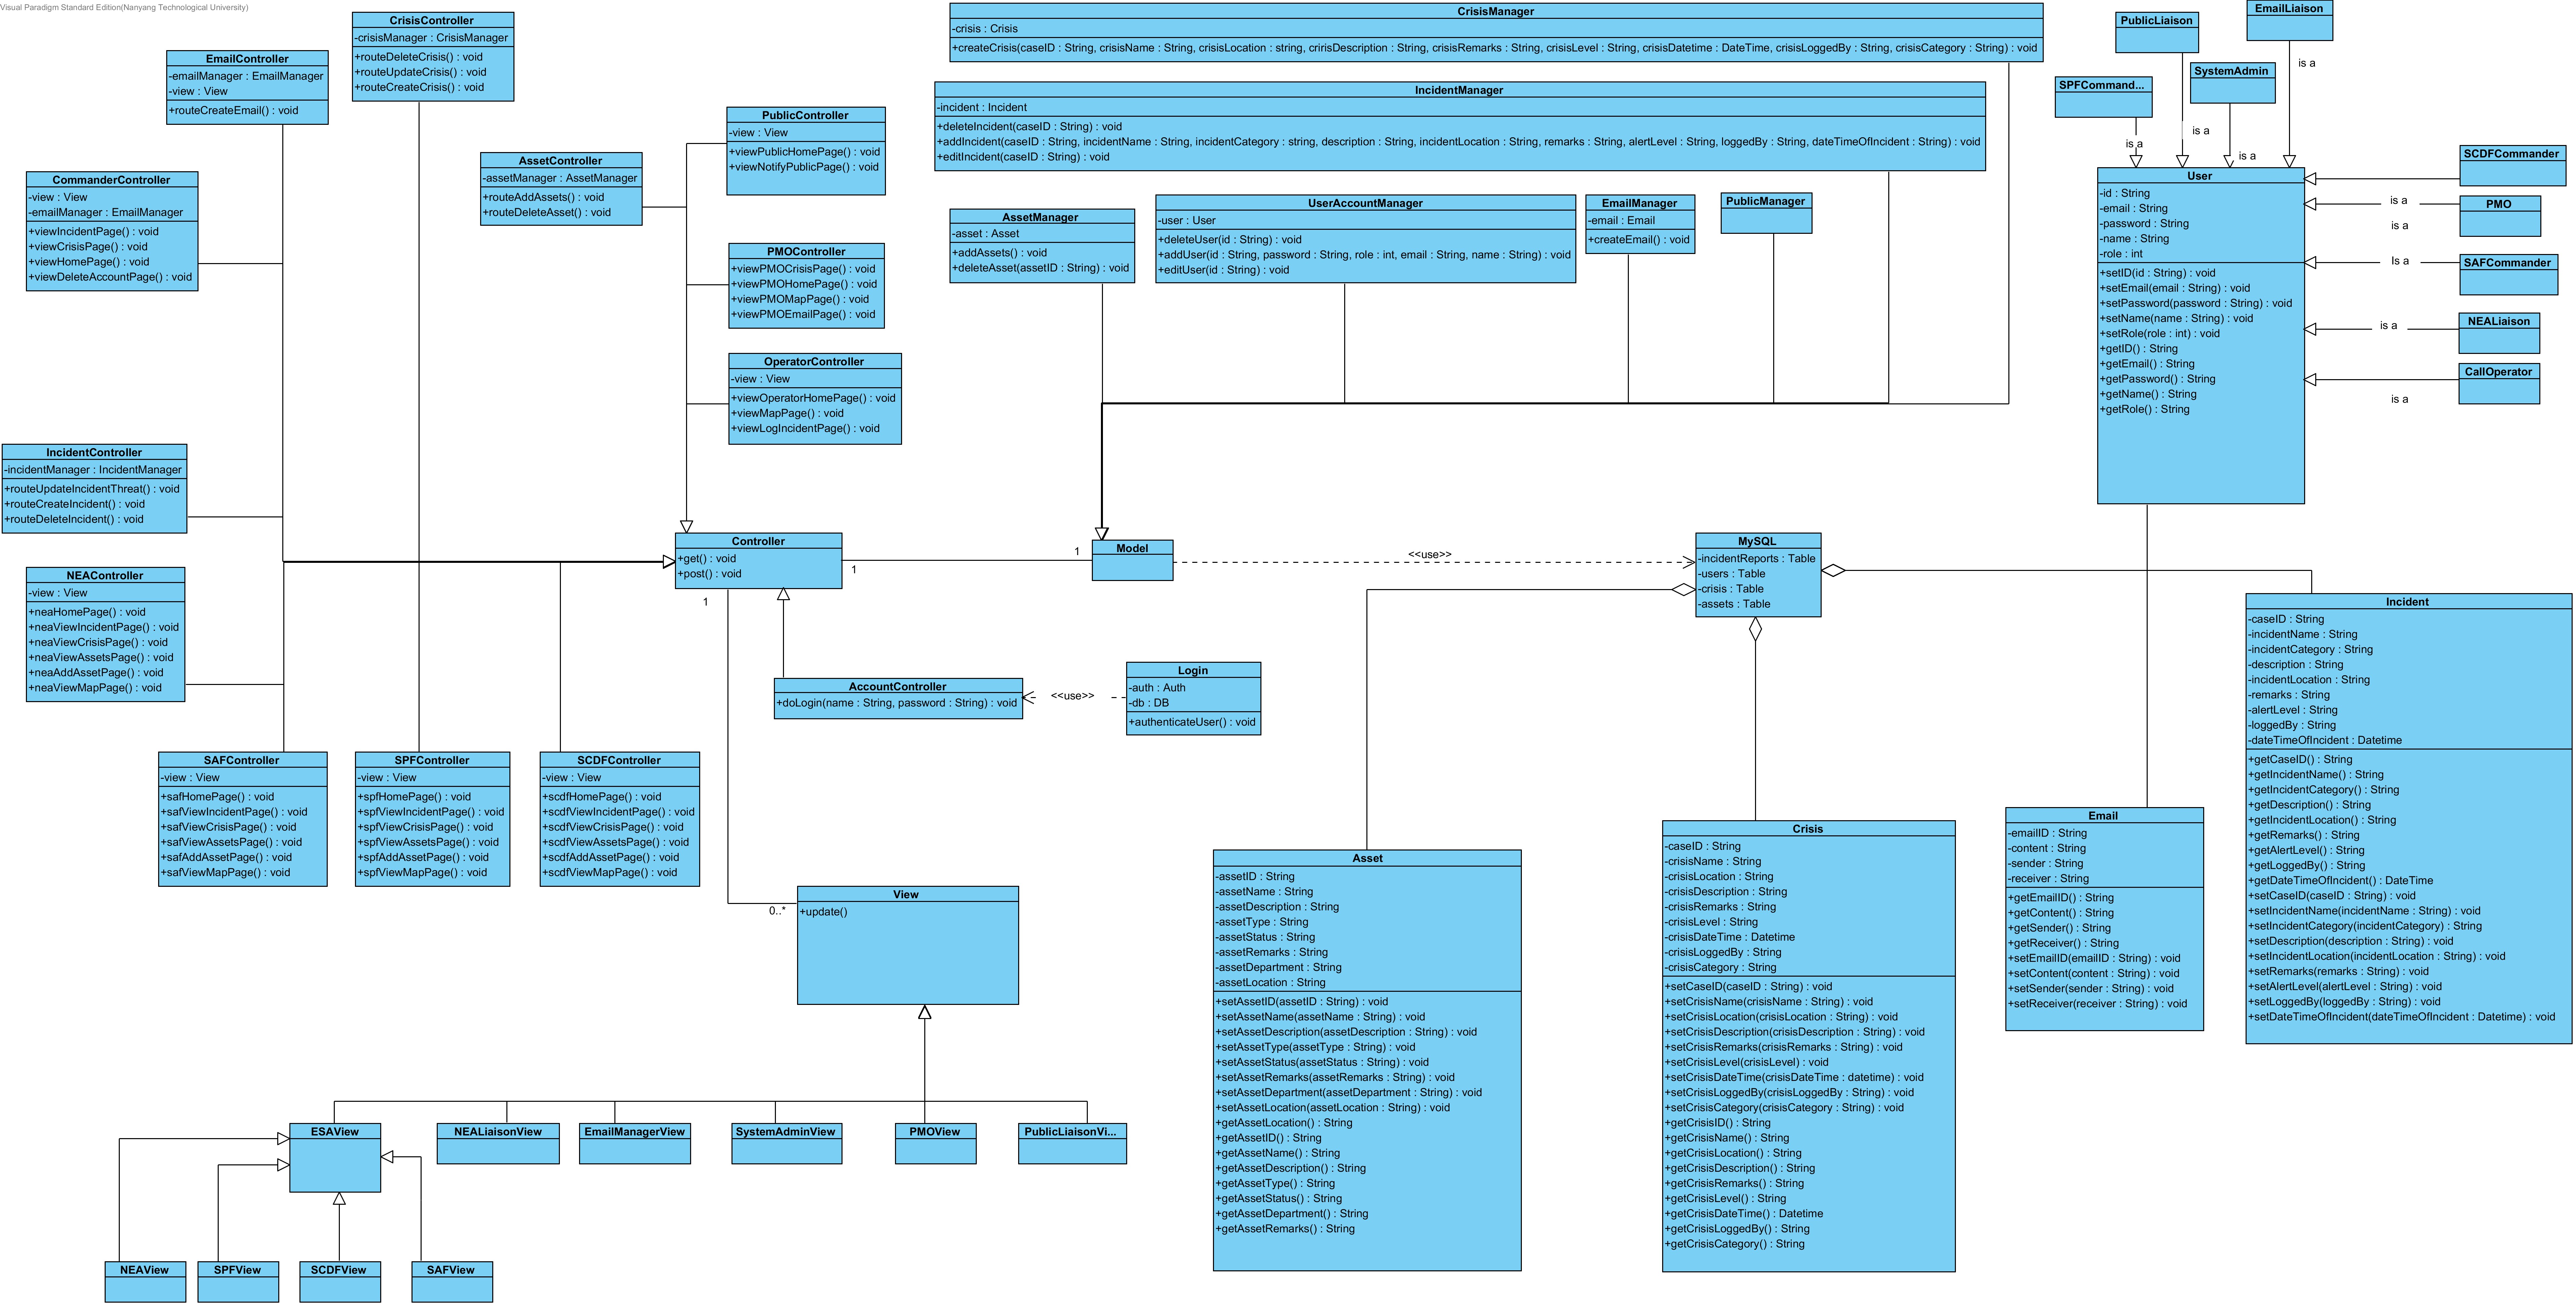 Visual Paradigm Standard Edition(Nanyang Technological University)
CrisisController
-crisisManager : CrisisManager
+routeDeleteCrisis() : void
+routeUpdateCrisis() : void
+routeCreateCrisis() : void
EmailController
-emailManager : EmailManager
-view : View
+routeCreateEmail() : void
CommanderController
-view : View
-emailManager : EmailManager
+viewIncidentPage() : void
+viewCrisisPage() : void
+viewHomePage() : void
+viewDeleteAccountPage() : void
AssetController
-assetManager : AssetManager
+routeAddAssets() : void
+routeDeleteAsset() : void
PublicController
-view : View
+viewPublicHomePage() : void
+viewNotifyPublicPage() : void
PMOController
+viewPMOCrisisPage() : void
+viewPMOHomePage() : void
+viewPMOMapPage() : void
+viewPMOEmailPage() : void
OperatorController
-view : View
+viewOperatorHomePage() : void
+viewMapPage() : void
+viewLogIncidentPage() : void
CrisisManager
-crisis : Crisis
+createCrisis(caseID : String, crisisName : String, crisisLocation : string, cririsDescription : String, crisisRemarks : String, crisisLevel : String, crisisDatetime : DateTime, crisisLoggedBy : String, crisisCategory : String) : void
IncidentManager
-incident : Incident
+deleteIncident(caseID : String) : void
+addIncident(caseID : String, incidentName : String, incidentCategory : string, description : String, incidentLocation : String, remarks : String, alertLevel : String, loggedBy : String, dateTimeOfIncident : String) : void
+editIncident(caseID : String) : void
AssetManager
-asset : Asset
+addAssets() : void
+deleteAsset(assetID : String) : void
UserAccountManager
-user : User
+deleteUser(id : String) : void
+addUser(id : String, password : String, role : int, email : String, name : String) : void
+editUser(id : String) : void
EmailManager
-email : Email
+createEmail() : void
PublicManager
PublicLiaison
EmailLiaison
SPFCommand...
SystemAdmin
is a
is a
is a
is a
User
-id : String
-email : String
-password : String
-name : String
-role : int
+setID(id : String) : void
+setEmail(email : String) : void
+setPassword(password : String) : void
+setName(name : String) : void
+setRole(role : int) : void
+getID() : String
+getEmail() : String
+getPassword() : String
+getName() : String
+getRole() : String
SCDFCommander
is a
PMO
is a
Is a
SAFCommander
is a
NEALiaison
CallOperator
is a
IncidentController
-incidentManager : IncidentManager
+routeUpdateIncidentThreat() : void
+routeCreateIncident() : void
+routeDeleteIncident() : void
Controller
+get() : void
+post() : void
1
1
Model
<<use>>
MySQL
-incidentReports : Table
-users : Table
-crisis : Table
-assets : Table
NEAController
-view : View
+neaHomePage() : void
+neaViewIncidentPage() : void
+neaViewCrisisPage() : void
+neaViewAssetsPage() : void
+neaAddAssetPage() : void
+neaViewMapPage() : void
1
AccountController
+doLogin(name : String, password : String) : void
<<use>>
Login
-auth : Auth
-db : DB
+authenticateUser() : void
Incident
-caseID : String
-incidentName : String
-incidentCategory : String
-description : String
-incidentLocation : String
-remarks : String
-alertLevel : String
-loggedBy : String
-dateTimeOfIncident : Datetime
+getCaseID() : String
+getIncidentName() : String
+getIncidentCategory() : String
+getDescription() : String
+getIncidentLocation() : String
+getRemarks() : String
+getAlertLevel() : String
+getLoggedBy() : String
+getDateTimeOfIncident() : DateTime
+setCaseID(caseID : String) : void
+setIncidentName(incidentName : String) : void
+setIncidentCategory(incidentCategory) : String
+setDescription(description : String) : void
+setIncidentLocation(incidentLocation : String) : void
+setRemarks(remarks : String) : void
+setAlertLevel(alertLevel : String) : void
+setLoggedBy(loggedBy : String) : void
+setDateTimeOfIncident(dateTimeOfIncident : Datetime) : void
SAFController
-view : View
+safHomePage() : void
+safViewIncidentPage() : void
+safViewCrisisPage() : void
+safViewAssetsPage() : void
+safAddAssetPage() : void
+safViewMapPage() : void
SPFController
-view : View
+spfHomePage() : void
+spfViewIncidentPage() : void
+spfViewCrisisPage() : void
+spfViewAssetsPage() : void
+spfAddAssetPage() : void
+spfViewMapPage() : void
SCDFController
-view : View
+scdfHomePage() : void
+scdfViewIncidentPage() : void
+scdfViewCrisisPage() : void
+scdfViewAssetsPage() : void
+scdfAddAssetPage() : void
+scdfViewMapPage() : void
0..*
View
+update()
Asset
-assetID : String
-assetName : String
-assetDescription : String
-assetType : String
-assetStatus : String
-assetRemarks : String
-assetDepartment : String
-assetLocation : String
+setAssetID(assetID : String) : void
+setAssetName(assetName : String) : void
+setAssetDescription(assetDescription : String) : void
+setAssetType(assetType : String) : void
+setAssetStatus(assetStatus : String) : void
+setAssetRemarks(assetRemarks : String) : void
+setAssetDepartment(assetDepartment : String) : void
+setAssetLocation(assetLocation : String) : void
+getAssetLocation() : String
+getAssetID() : String
+getAssetName() : String
+getAssetDescription() : String
+getAssetType() : String
+getAssetStatus() : String
+getAssetDepartment() : String
+getAssetRemarks() : String
Crisis
-caseID : String
-crisisName : String
-crisisLocation : String
-crisisDescription : String
-crisisRemarks : String
-crisisLevel : String
-crisisDateTime : Datetime
-crisisLoggedBy : String
-crisisCategory : String
+setCaseID(caseID : String) : void
+setCrisisName(crisisName : String) : void
+setCrisisLocation(crisisLocation : String) : void
+setCrisisDescription(crisisDescription : String) : void
+setCrisisRemarks(crisisRemarks : String) : void
+setCrisisLevel(crisisLevel) : void
+setCrisisDateTime(crisisDateTime : datetime) : void
+setCrisisLoggedBy(crisisLoggedBy : String) : void
+setCrisisCategory(crisisCategory : String) : void
+getCrisisID() : String
+getCrisisName() : String
+getCrisisLocation() : String
+getCrisisDescription() : String
+getCrisisRemarks() : String
+getCrisisLevel() : String
+getCrisisDateTime() : Datetime
+getCrisisLoggedBy() : String
+getCrisisCategory() : String
Email
-emailID : String
-content : String
-sender : String
-receiver : String
+getEmailID() : String
+getContent() : String
+getSender() : String
+getReceiver() : String
+setEmailID(emailID : String) : void
+setContent(content : String) : void
+setSender(sender : String) : void
+setReceiver(receiver : String) : void
ESAView
NEALiaisonView
EmailManagerView
SystemAdminView
PMOView
PublicLiaisonVi...
NEAView
SPFView
SCDFView
SAFView